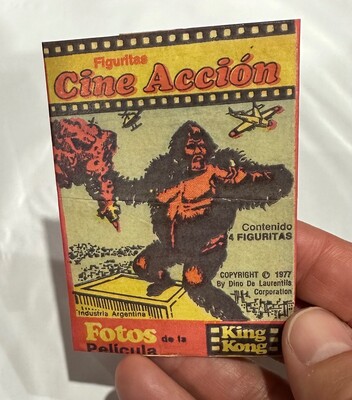 Figuritas
Cine Acción
Contenido
4 FIGURITAS
COPYRIGHT © 1977
By Dino De Laurentiis
Corporation
Industria Argentina
Fotos de la
Película
King
Kong